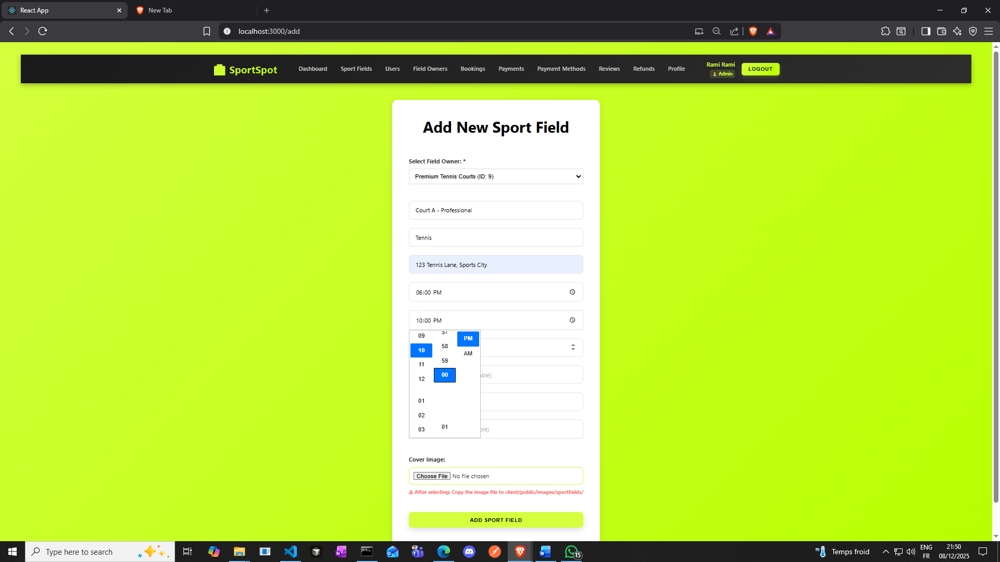 React App
New Tab
localhost:3000/add
SportSpot
Dashboard
Sport Fields
Users
Field Owners
Bookings
Payments
Payment Methods
Reviews
Refunds
Profile
Rami Rami
Admin
LOGOUT
Add New Sport Field
Select Field Owner: *
Premium Tennis Courts (ID: 9)
Court A - Professional
Tennis
123 Tennis Lane, Sports City
06:00 PM
10:00 PM
09 57 PM
10 58 AM
11 59
12 00
01
02
03 01
Cover Image:
Choose File No file chosen
⚠ After selecting: Copy the image file to client/public/images/sportfields/
ADD SPORT FIELD
Type here to search
15
Temps froid
ENG
FR
21:50
08/12/2025